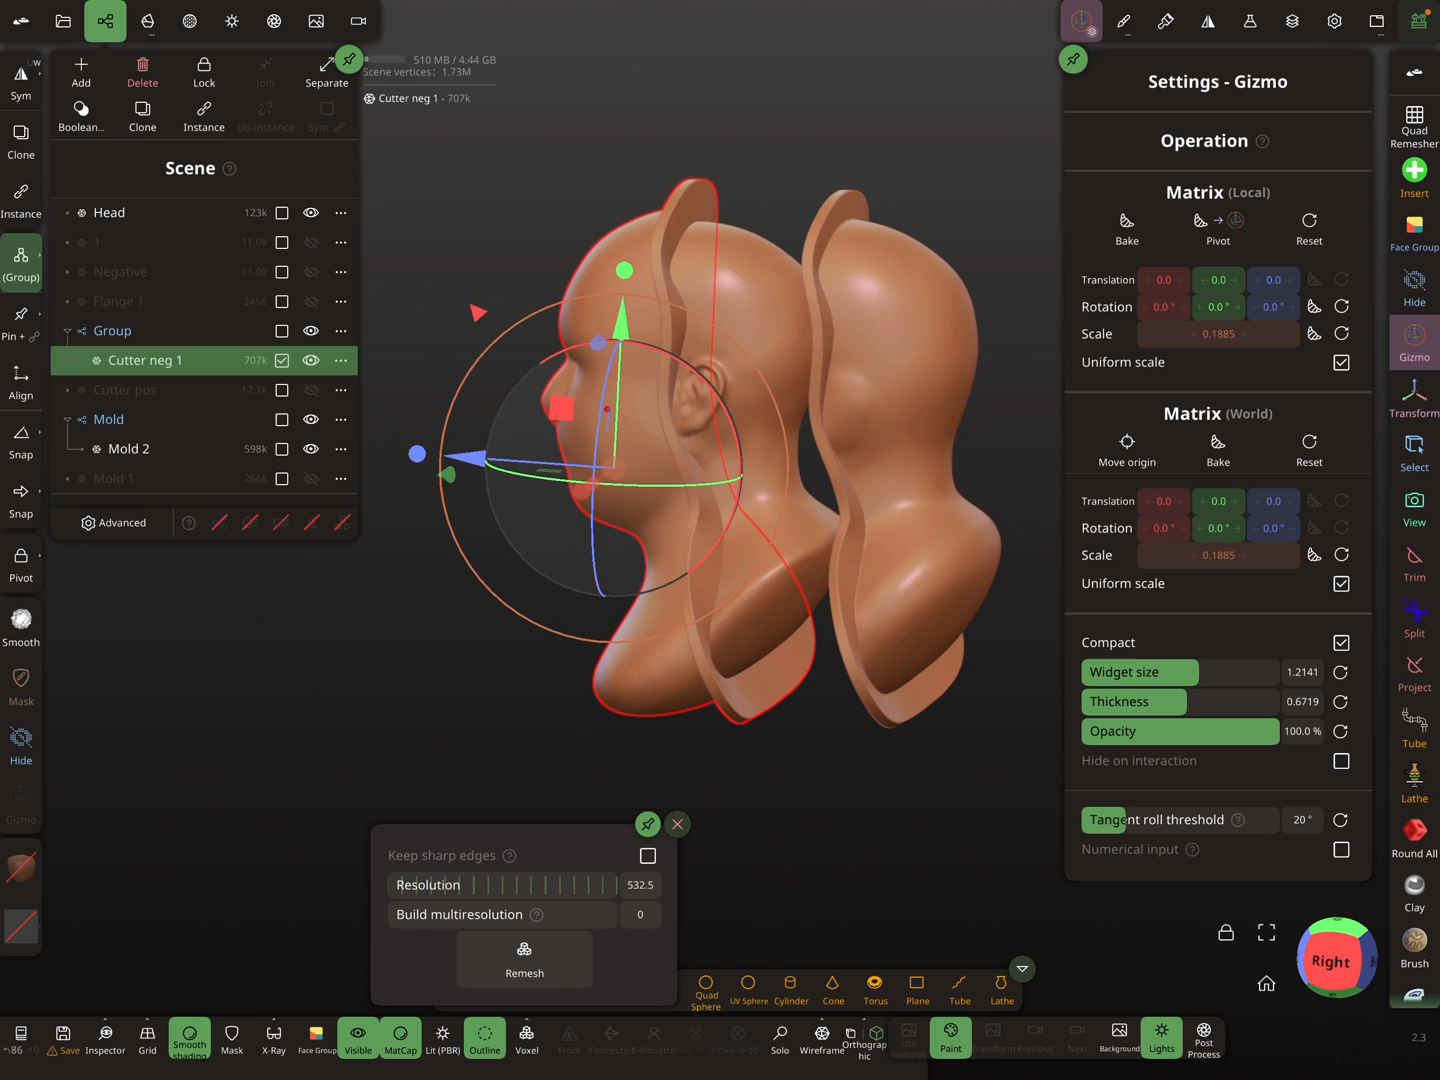 Add
Delete
Lock
Join
Separate
Boolean...
Clone
Instance
Un-instance
Sync
Scene
Head 123k
1 11.0k
Negative 11.0k
Flange 1 2456
Group
Cutter neg 1 707k
Cutter pos 17.1k
Mold
Mold 2 598k
Mold 1 266k
Advanced
510 MB / 4.44 GB
Scene vertices: 1.73M
Cutter neg 1 - 707k
L/W
Sym
Clone
Instance
(Group)
Pin +
Align
Snap
Snap
Pivot
Smooth
Mask
Hide
Gizmo
Settings - Gizmo
Operation
Matrix (Local)
Bake
Pivot
Reset
Translation 0.0 0.0 0.0
Rotation 0.0 ° 0.0 ° 0.0 °
Scale 0.1885
Uniform scale
Matrix (World)
Move origin
Bake
Reset
Translation 0.0 0.0 0.0
Rotation 0.0 ° 0.0 ° 0.0 °
Scale 0.1885
Uniform scale
Compact
Widget size 1.2141
Thickness 0.6719
Opacity 100.0 %
Hide on interaction
Tangent roll threshold 20 °
Numerical input
Quad
Remesher
Insert
Face Group
Hide
Gizmo
Transform
Select
View
Trim
Split
Project
Tube
Lathe
Round All
Clay
Brush
Right
Keep sharp edges
Resolution 532.5
Build multiresolution 0
Remesh
Quad
Sphere
UV Sphere
Cylinder
Cone
Torus
Plane
Tube
Lathe
86 0
Save
Inspector
Grid
Smooth
shading
Mask
X-Ray
Face Group
Visible
MatCap
Lit (PBR)
Outline
Voxel
Front
Connected
Silhouette
Solo
Wireframe
Orthograp
hic
Use
textures
Paint
Transform
Previous
Next
Background
Lights
Post
Process
2.3